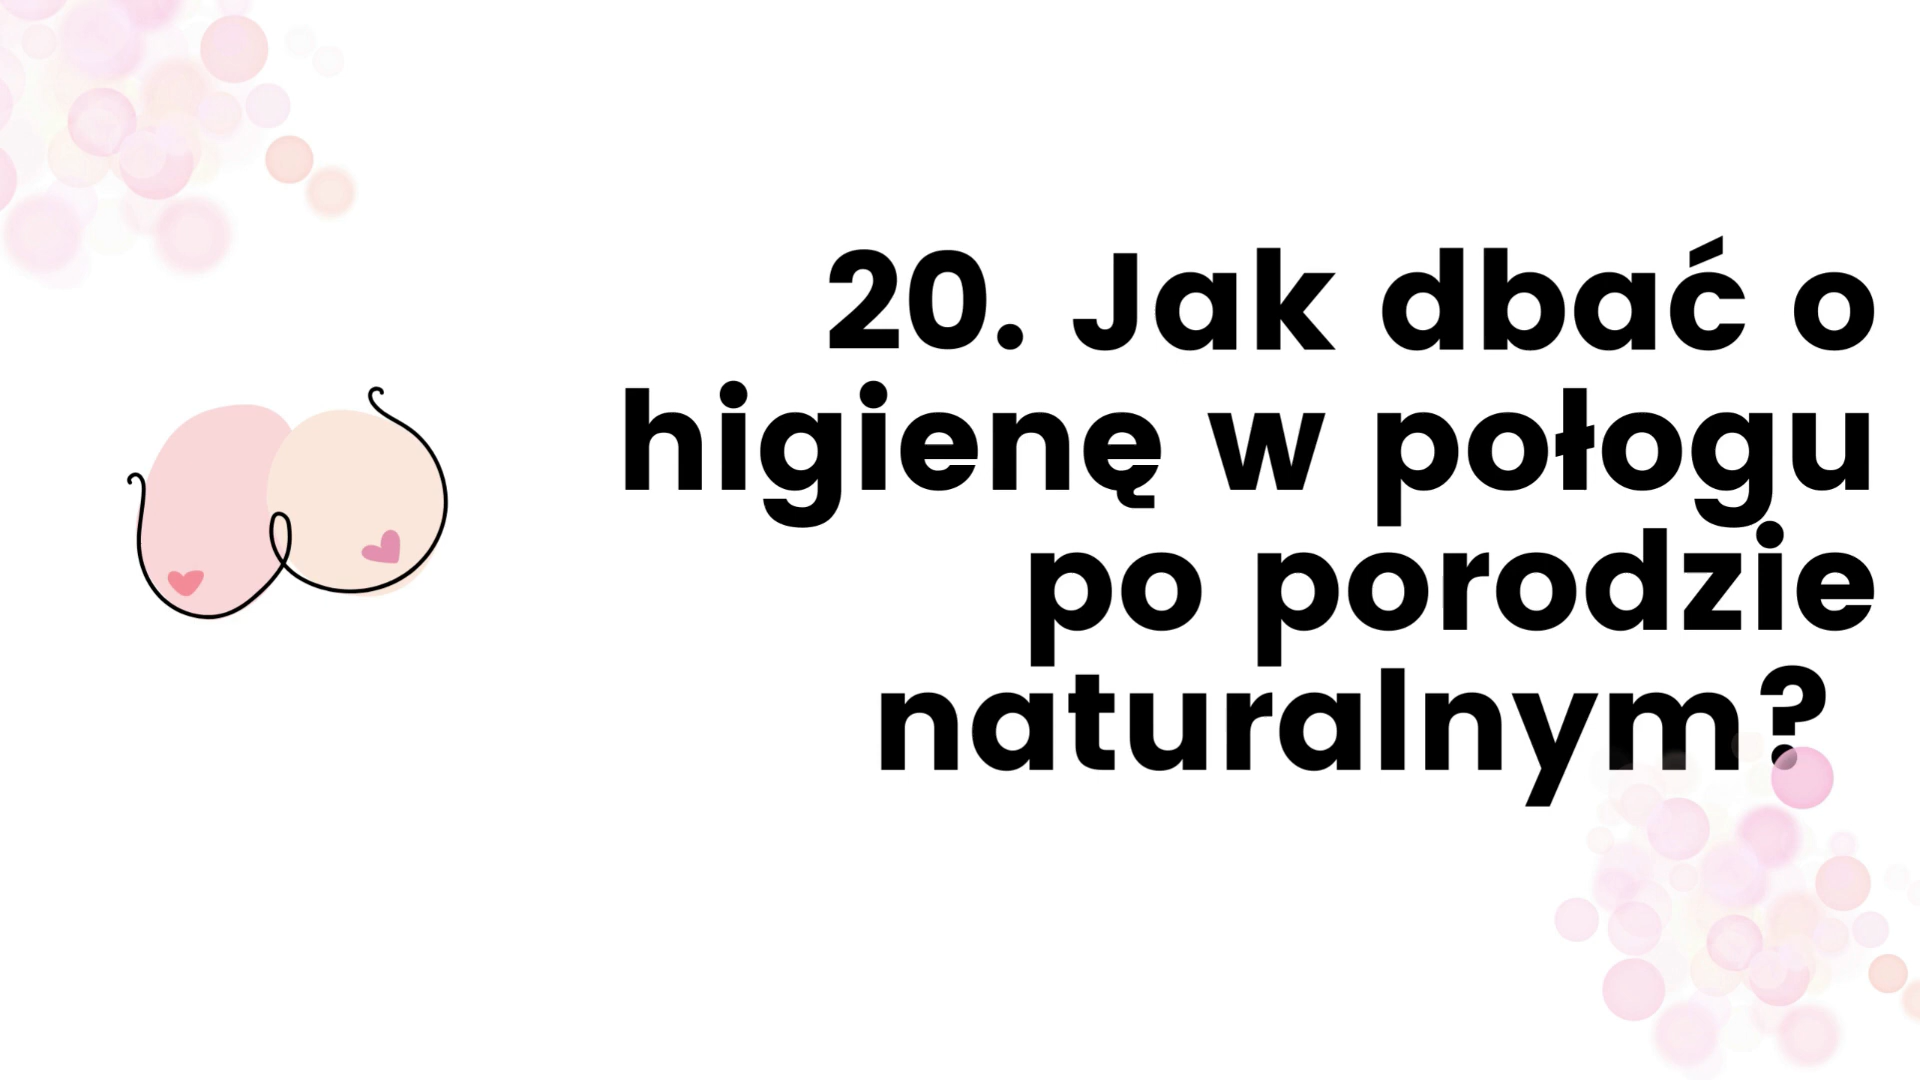 20. Jak dbać o
higienę w połogu
po porodzie
naturalnym?